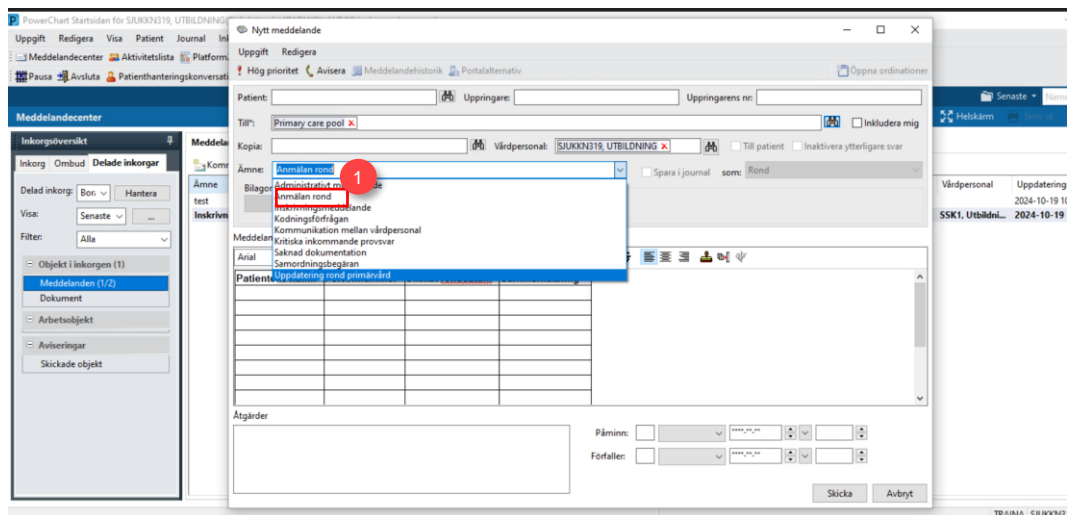 PowerChart Startsidan för SJUKKN319, UTBILDNING
Uppgift Redigera Visa Patient Journal
Meddelandecenter Aktivitetslista
Pausa Avsluta
Meddelandecenter
Senaste
Helskärm Skriv ut
Inkorgsöversikt
Inkorg Ombud Delade inkorgar
Delad inkorg: Hantera
Visa: Senaste ...
Filter: Alla
Objekt i inkorgen (1)
Meddelanden (1/2)
Dokument
Arbetsobjekt
Aviseringar
Skickade objekt
Ämne
test
Nytt meddelande
Uppgift Redigera
Hög prioritet Avisera Meddelandehistorik Portalalternativ Öppna ordinationer
Patient: Uppringare: Uppringarens nr:
Till*: Primary care pool Inkludera mig
Kopia: Vårdpersonal: SJUKKN319, UTBILDNING Till patient Inaktivera ytterligare svar
Ämne: Anmälan rond Spara i journal som: Rond
1
Anmälan rond
Inskrivningsmeddelande
Kodningsförfrågan
Kommunikation mellan vårdpersonal
Kritiska inkommande provsvar
Saknad dokumentation
Samordningsbegäran
Uppdatering rond primärvård
Arial
Åtgärder
Påminn:
Förfaller:
Skicka Avbryt
Vårdpersonal Uppdatering
2024-10-19 10
SSK1, Utbildni... 2024-10-19